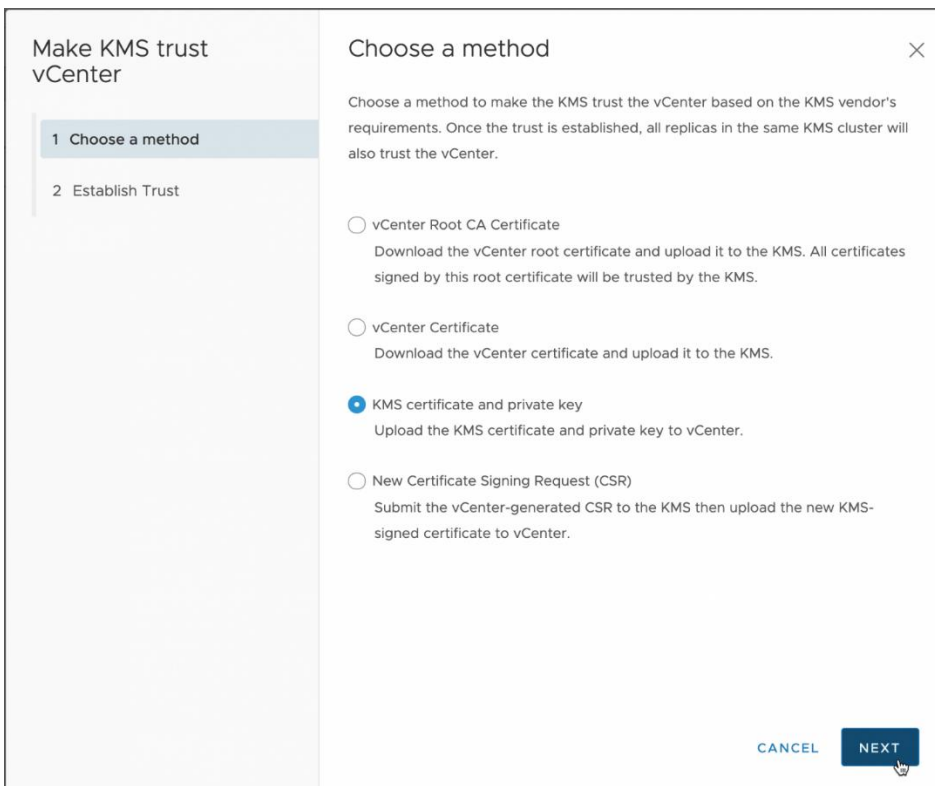 Make KMS trust
vCenter
1 Choose a method
2 Establish Trust
Choose a method
Choose a method to make the KMS trust the vCenter based on the KMS vendor's
requirements. Once the trust is established, all replicas in the same KMS cluster will
also trust the vCenter.
vCenter Root CA Certificate
Download the vCenter root certificate and upload it to the KMS. All certificates
signed by this root certificate will be trusted by the KMS.
vCenter Certificate
Download the vCenter certificate and upload it to the KMS.
KMS certificate and private key
Upload the KMS certificate and private key to vCenter.
New Certificate Signing Request (CSR)
Submit the vCenter-generated CSR to the KMS then upload the new KMS-
signed certificate to vCenter.
CANCEL NEXT